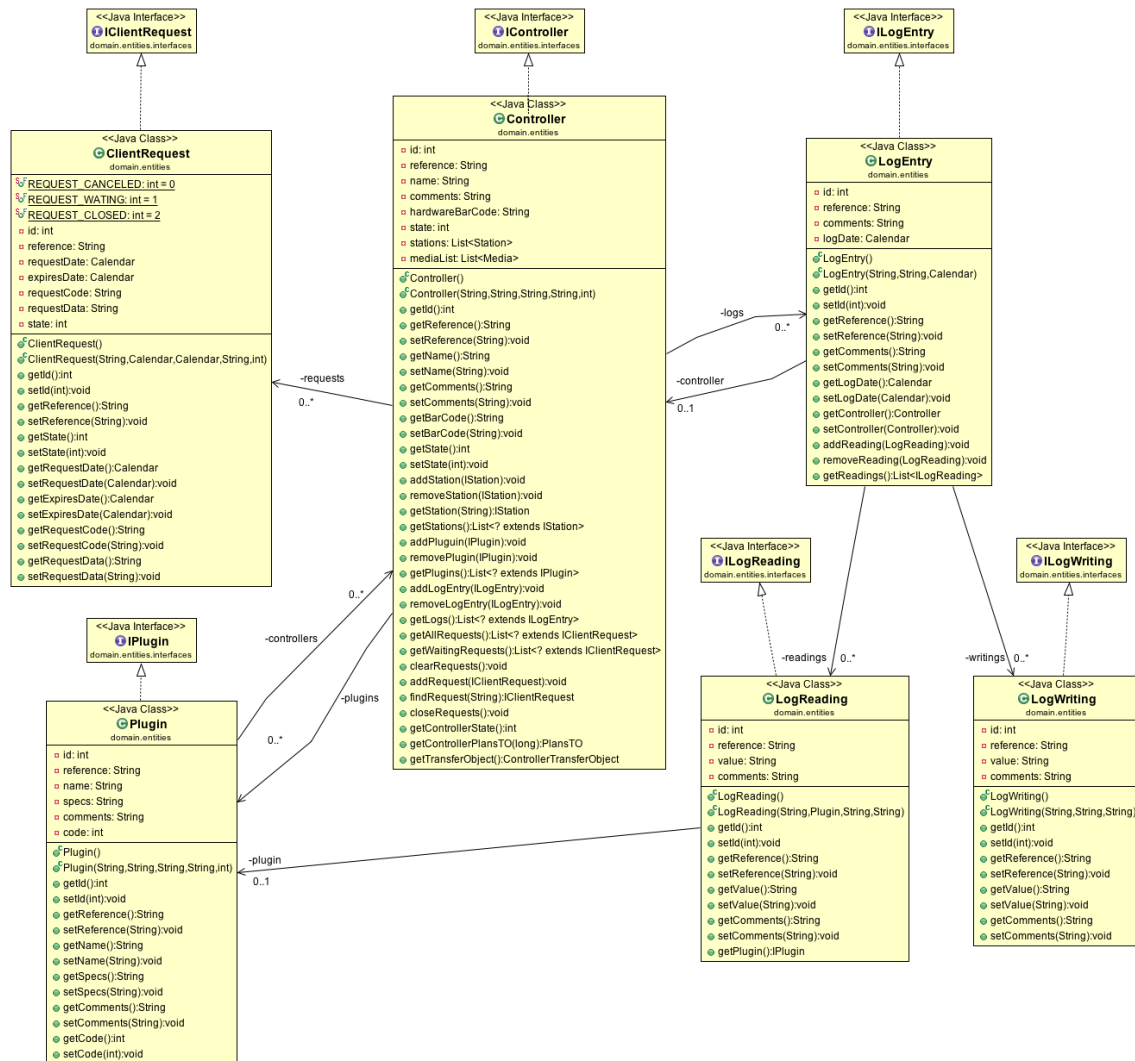 <<Java Interface>>
IClientRequest
domain.entities.interfaces
<<Java Interface>>
IController
domain.entities.interfaces
<<Java Interface>>
ILogEntry
domain.entities.interfaces
<<Java Class>>
ClientRequest
domain.entities
REQUEST_CANCELED: int = 0
REQUEST_WATING: int = 1
REQUEST_CLOSED: int = 2
id: int
reference: String
requestDate: Calendar
expiresDate: Calendar
requestCode: String
requestData: String
state: int
ClientRequest()
ClientRequest(String,Calendar,Calendar,String,int)
getId():int
setId(int):void
getReference():String
setReference(String):void
getState():int
setState(int):void
getRequestDate():Calendar
setRequestDate(Calendar):void
getExpiresDate():Calendar
setExpiresDate(Calendar):void
getRequestCode():String
setRequestCode(String):void
getRequestData():String
setRequestData(String):void
<<Java Class>>
Controller
domain.entities
id: int
reference: String
name: String
comments: String
hardwareBarCode: String
state: int
stations: List<Station>
mediaList: List<Media>
Controller()
Controller(String,String,String,String,int)
getId():int
getReference():String
setReference(String):void
getName():String
setName(String):void
getComments():String
setComments(String):void
getBarCode():String
setBarCode(String):void
getState():int
setState(int):void
addStation(IStation):void
removeStation(IStation):void
getStation(String):IStation
getStations():List<? extends IStation>
addPluguin(IPlugin):void
removePlugin(IPlugin):void
getPlugins():List<? extends IPlugin>
addLogEntry(ILogEntry):void
removeLogEntry(ILogEntry):void
getLogs():List<? extends ILogEntry>
getAllRequests():List<? extends IClientRequest>
getWaitingRequests():List<? extends IClientRequest>
clearRequests():void
addRequest(IClientRequest):void
findRequest(String):IClientRequest
closeRequests():void
getControllerState():int
getControllerPlansTO(long):PlansTO
getTransferObject():ControllerTransferObject
<<Java Class>>
LogEntry
domain.entities
id: int
reference: String
comments: String
logDate: Calendar
LogEntry()
LogEntry(String,String,Calendar)
getId():int
setId(int):void
getReference():String
setReference(String):void
getComments():String
setComments(String):void
getLogDate():Calendar
setLogDate(Calendar):void
getController():Controller
setController(Controller):void
addReading(LogReading):void
removeReading(LogReading):void
getReadings():List<ILogReading>
-logs
0..*
-controller
0..1
-requests
0..*
0..*
-controllers
-plugins
0..*
<<Java Interface>>
ILogReading
domain.entities.interfaces
<<Java Interface>>
ILogWriting
domain.entities.interfaces
-readings
0..*
-writings
0..*
<<Java Interface>>
IPlugin
domain.entities.interfaces
<<Java Class>>
Plugin
domain.entities
id: int
reference: String
name: String
specs: String
comments: String
code: int
Plugin()
Plugin(String,String,String,String,int)
getId():int
setId(int):void
getReference():String
setReference(String):void
getName():String
setName(String):void
getSpecs():String
setSpecs(String):void
getComments():String
setComments(String):void
getCode():int
setCode(int):void
-plugin
0..1
<<Java Class>>
LogReading
domain.entities
id: int
reference: String
value: String
comments: String
LogReading()
LogReading(String,Plugin,String,String)
getId():int
setId(int):void
getReference():String
setReference(String):void
getValue():String
setValue(String):void
getComments():String
setComments(String):void
getPlugin():IPlugin
<<Java Class>>
LogWriting
domain.entities
id: int
reference: String
value: String
comments: String
LogWriting()
LogWriting(String,String,String)
getId():int
setId(int):void
getReference():String
setReference(String):void
getValue():String
setValue(String):void
getComments():String
setComments(String):void